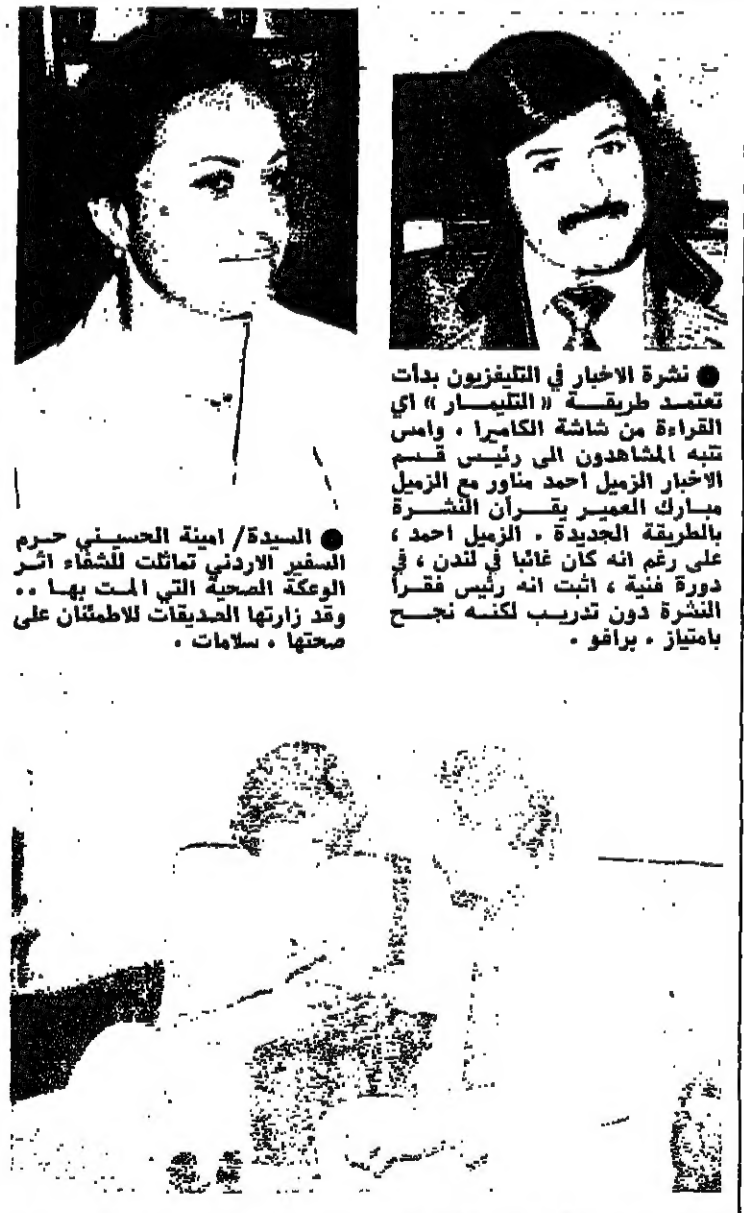 ● نشرة الاخبار في التليفزيون بدأت
تعتمد طريقة « التليمار » اي
القراءة من شاشة الكاميرا . وامس
تنبه المشاهدون الى رئيس قسم
الاخبار الزميل احمد مناور مع الزميل
مبارك العمير يقرآن النشرة
بالطريقة الجديدة . الزميل احمد ،
على رغم انه كان غائبا في لندن ، في
دورة فنية ، اثبت انه رئيس فقرأ
النشرة دون تدريب لكنه نجح
بامتياز . برافو .
● السيدة/ امينة الحسيني حرم
السفير الاردني تماثلت للشفاء اثر
الوعكة الصحية التي المت بها ..
وقد زارتها الصديقات للاطمئنان على
صحتها . سلامات .